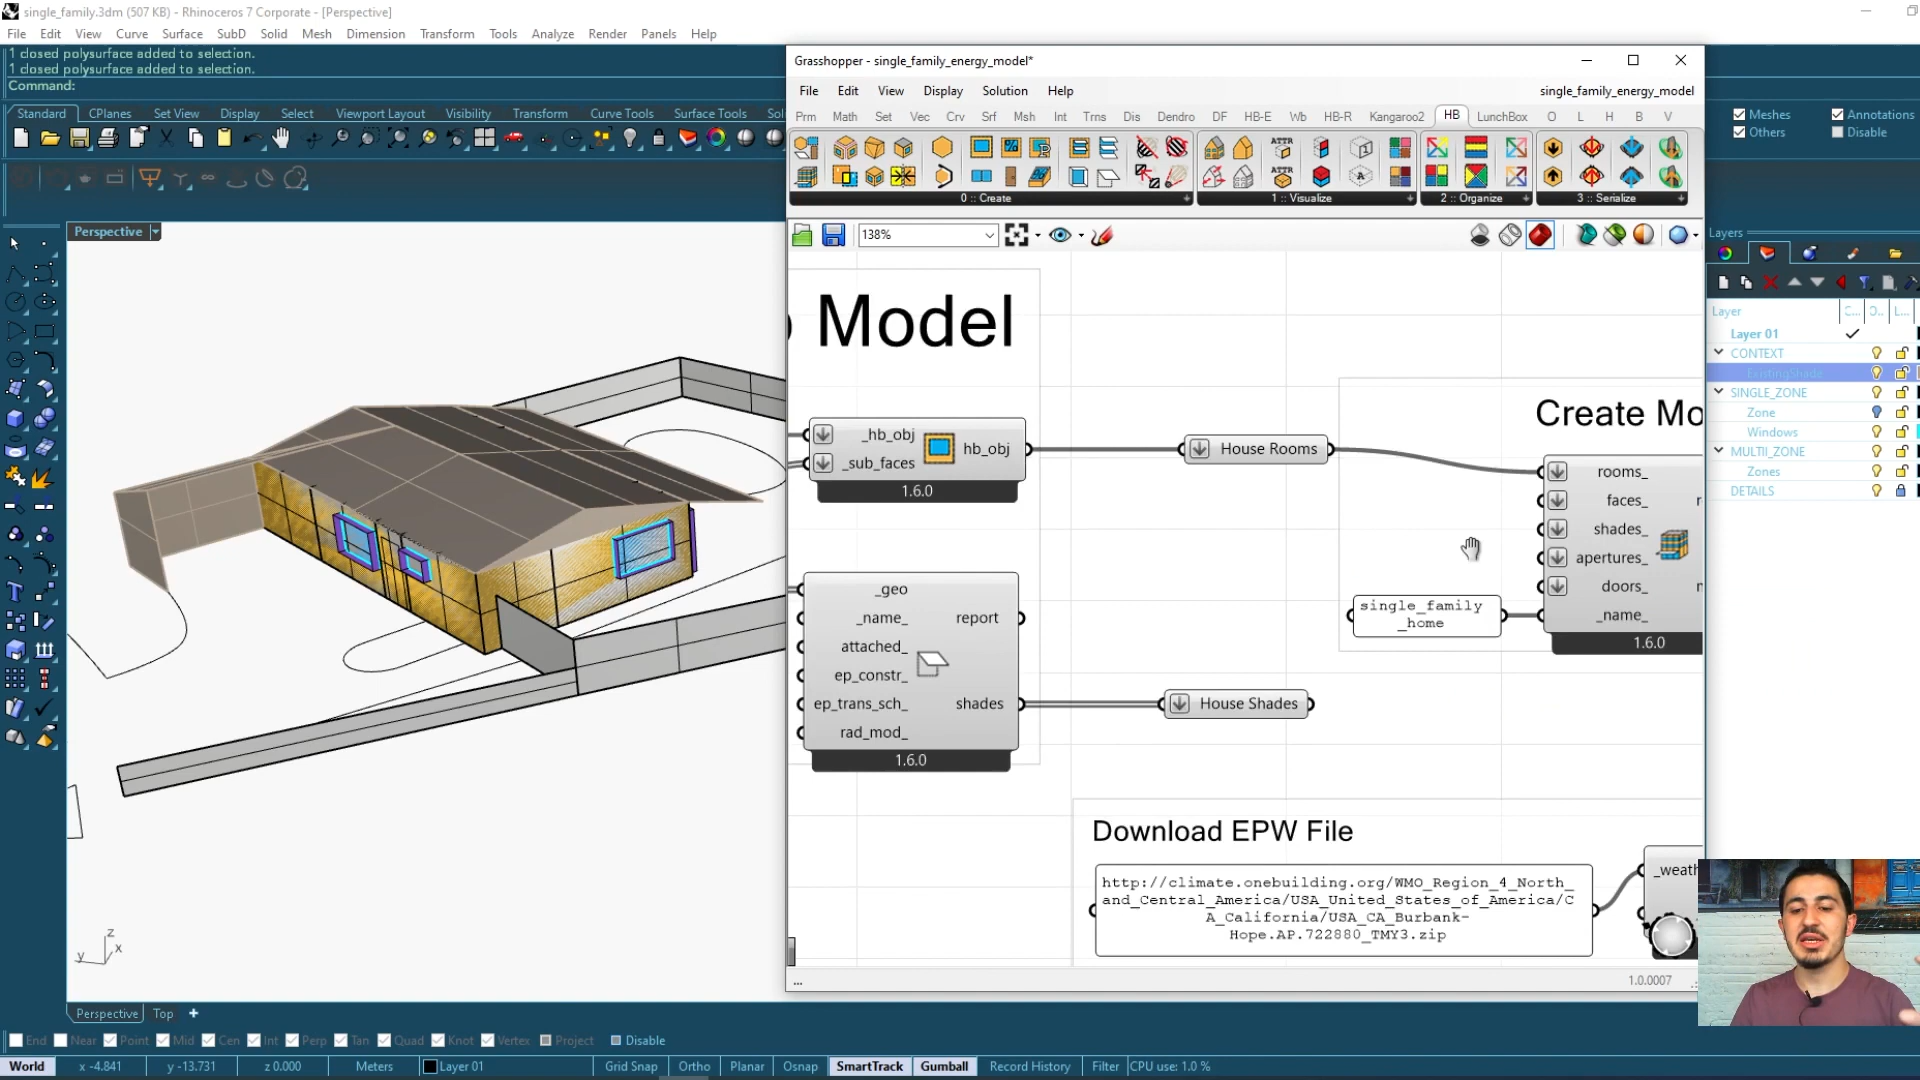 single_family.3dm (507 KB) - Rhinoceros 7 Corporate - [Perspective]
File Edit View Curve Surface SubD Solid Mesh Dimension Transform Tools Analyze Render Panels Help
1 closed polysurface added to selection.
1 closed polysurface added to selection.
Command:
Standard CPlanes Set View Display Select Viewport Layout Visibility Transform Curve Tools Surface Tools Sol
Perspective
Grasshopper - single_family_energy_model*
File Edit View Display Solution Help single_family_energy_model
Prm Math Set Vec Crv Srf Msh Int Trns Dis Dendro DF HB-E Wb HB-R Kangaroo2 HB LunchBox O L H B V
ATTR
ATTR
0 :: Create 1 :: Visualize 2 :: Organize 3 :: Serialize
138%
Model
_hb_obj
_sub_faces
hb_obj
1.6.0
House Rooms
Create Mo
rooms_
faces_
shades_
apertures_
doors_
_name_
1.6.0
single_family
_home
_geo
_name_
attached_
ep_constr_
ep_trans_sch_
rad_mod_
report
shades
1.6.0
House Shades
Download EPW File
http://climate.onebuilding.org/WMO_Region_4_North_
and_Central_America/USA_United_States_of_America/C
A_California/USA_CA_Burbank-
Hope.AP.722880_TMY3.zip
_weath
...
1.0.0007
Meshes Annotations
Others Disable
Layers
Layer C... O.. L...
Layer 01
CONTEXT
ExistingShade
SINGLE_ZONE
Zone
Windows
MULTII_ZONE
Zones
DETAILS
z
y x
Perspective Top
End Near Point Mid Cen Int Perp Tan Quad Knot Vertex Project Disable
World x -4.841 y -13.731 z 0.000 Meters Layer 01 Grid Snap Ortho Planar Osnap SmartTrack Gumball Record History Filter CPU use: 1.0 %